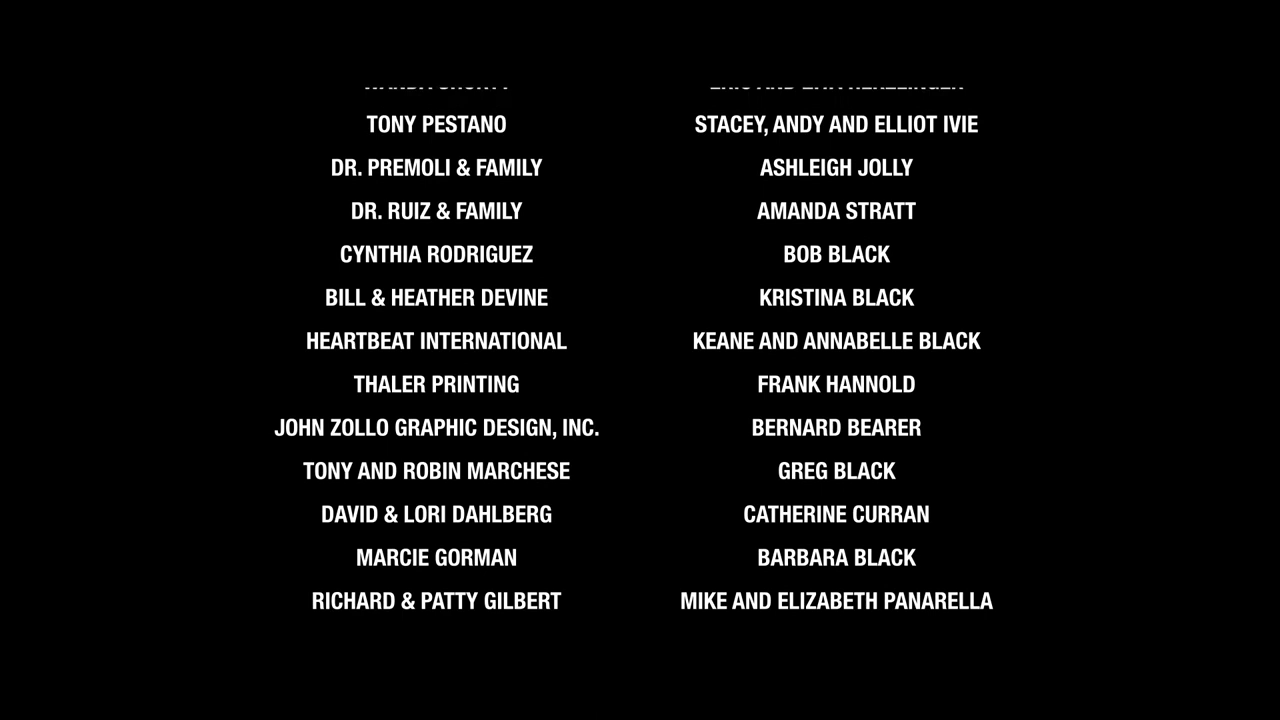 TONY PESTANO
DR. PREMOLI & FAMILY
DR. RUIZ & FAMILY
CYNTHIA RODRIGUEZ
BILL & HEATHER DEVINE
HEARTBEAT INTERNATIONAL
THALER PRINTING
JOHN ZOLLO GRAPHIC DESIGN, INC.
TONY AND ROBIN MARCHESE
DAVID & LORI DAHLBERG
MARCIE GORMAN
RICHARD & PATTY GILBERT
STACEY, ANDY AND ELLIOT IVIE
ASHLEIGH JOLLY
AMANDA STRATT
BOB BLACK
KRISTINA BLACK
KEANE AND ANNABELLE BLACK
FRANK HANNOLD
BERNARD BEARER
GREG BLACK
CATHERINE CURRAN
BARBARA BLACK
MIKE AND ELIZABETH PANARELLA